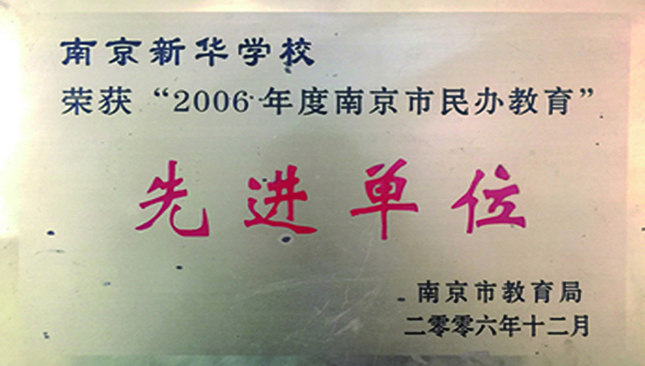 南京新华学校
荣获“2006年度南京市民办教育”
先进单位
南京市教育局
二零零六年十二月